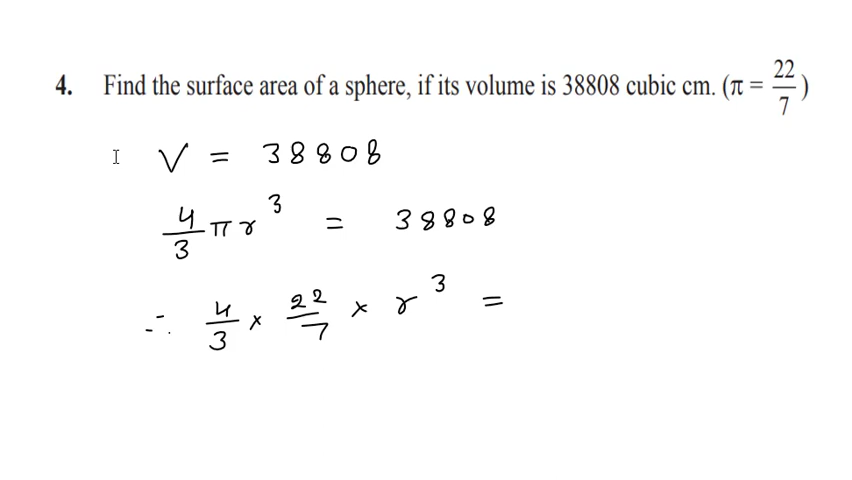 4. Find the surface area of a sphere, if its volume is 38808 cubic cm. (π = 22/7)
V = 38808
4/3 π r³ = 38808
∴ 4/3 × 22/7 × r³ =